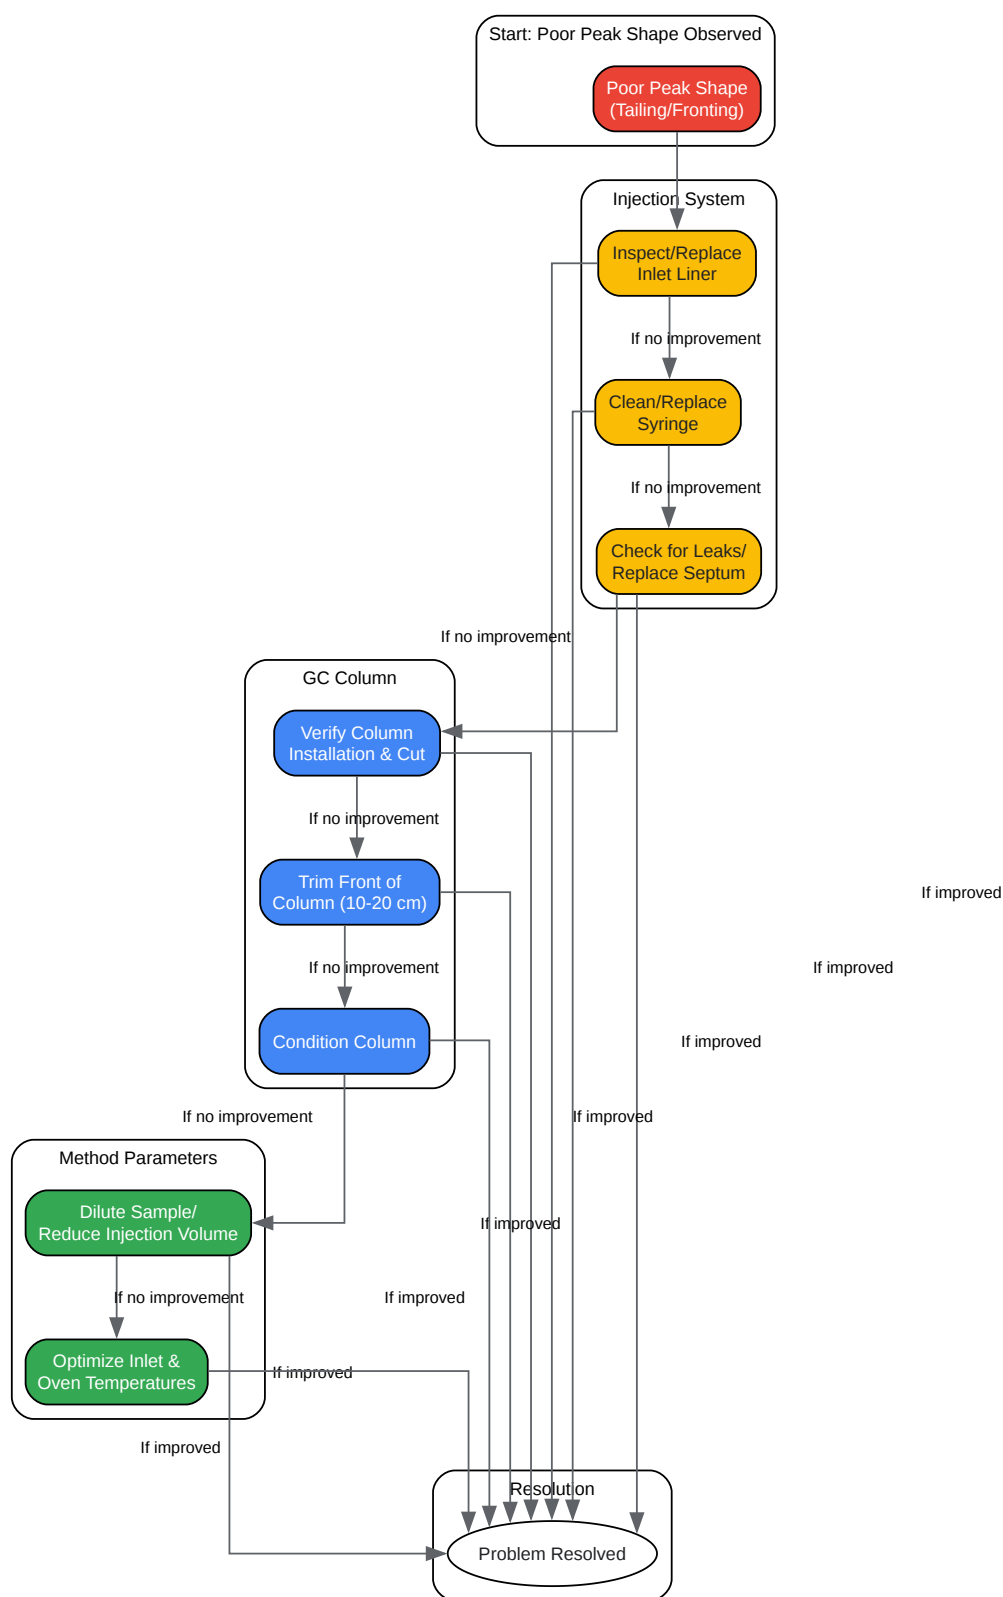 Start: Poor Peak Shape Observed
Poor Peak Shape
(Tailing/Fronting)
Injection System
Inspect/Replace
Inlet Liner
If no improvement
Clean/Replace
Syringe
If no improvement
Check for Leaks/
Replace Septum
If no improvement
GC Column
Verify Column
Installation & Cut
If no improvement
Trim Front of
Column (10-20 cm)
If improved
If no improvement
If improved
Condition Column
If improved
If no improvement
If improved
Method Parameters
Dilute Sample/
Reduce Injection Volume
If improved
If no improvement
If improved
Optimize Inlet &
Oven Temperatures
If improved
If improved
Resolution
Problem Resolved